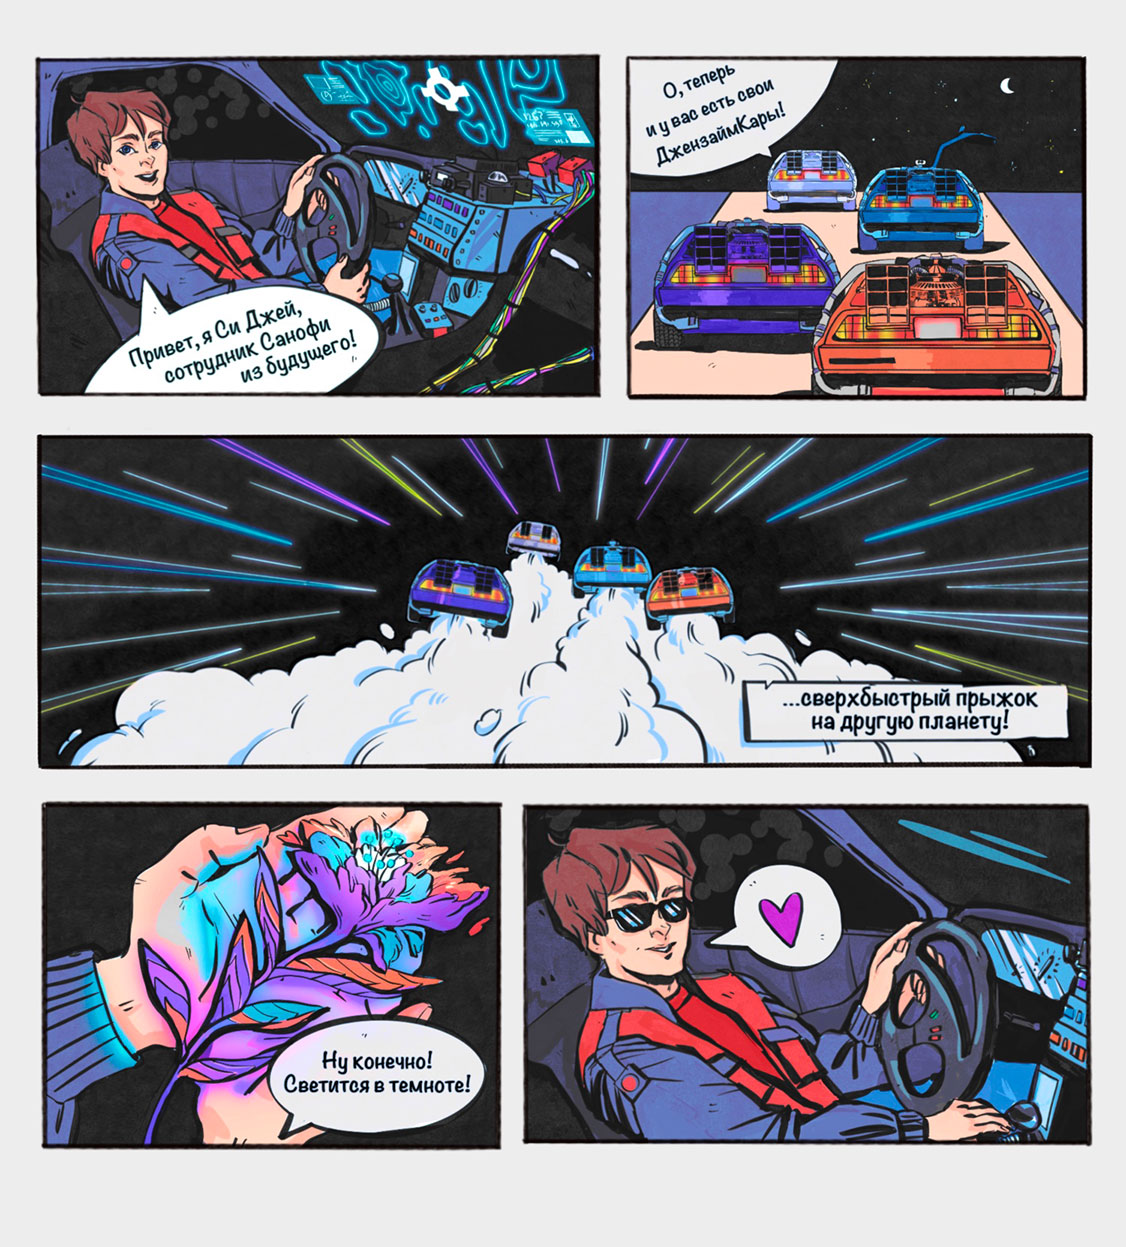 Привет, я Си Джей,
сотрудник Санофи
из будущего!
О, теперь
и у вас есть свои
ДжензаймКары!
...сверхбыстрый прыжок
на другую планету!
Ну конечно!
Светится в темноте!